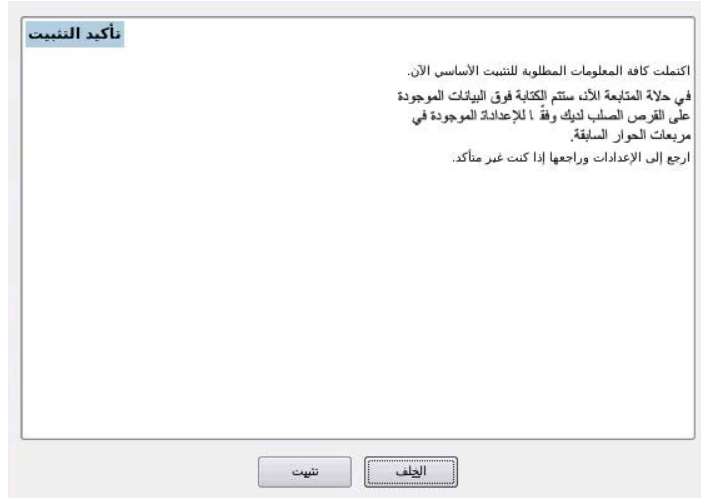 تأكيد التثبيت
اكتملت كافة المعلومات المطلوبة للتثبيت الأساسي الآن.
في حالة المتابعة الآن، ستتم الكتابة فوق البيانات الموجودة
على القرص الصلب لديك وفقًا للإعدادات الموجودة في
مربعات الحوار السابقة.
ارجع إلى الإعدادات وراجعها إذا كنت غير متأكد.
الخلف
تثبيت